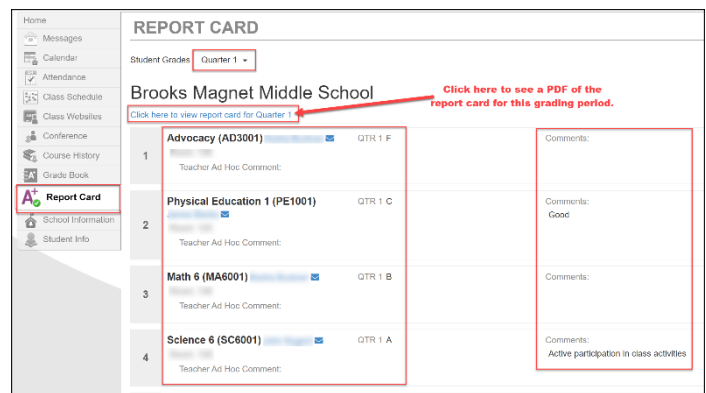 Home
Messages
Calendar
Attendance
Class Schedule
Class Websites
Conference
Course History
Grade Book
Report Card
School Information
Student Info
REPORT CARD
Student Grades Quarter 1
Brooks Magnet Middle School
Click here to view report card for Quarter 1
Click here to see a PDF of the
report card for this grading period.
1
Advocacy (AD3001) QTR 1 F Comments:
Teacher Ad Hoc Comment:
2
Physical Education 1 (PE1001) QTR 1 C Comments:
Good
Teacher Ad Hoc Comment:
3
Math 6 (MA6001) QTR 1 B Comments:
Teacher Ad Hoc Comment:
4
Science 6 (SC6001) QTR 1 A Comments:
Active participation in class activities
Teacher Ad Hoc Comment: